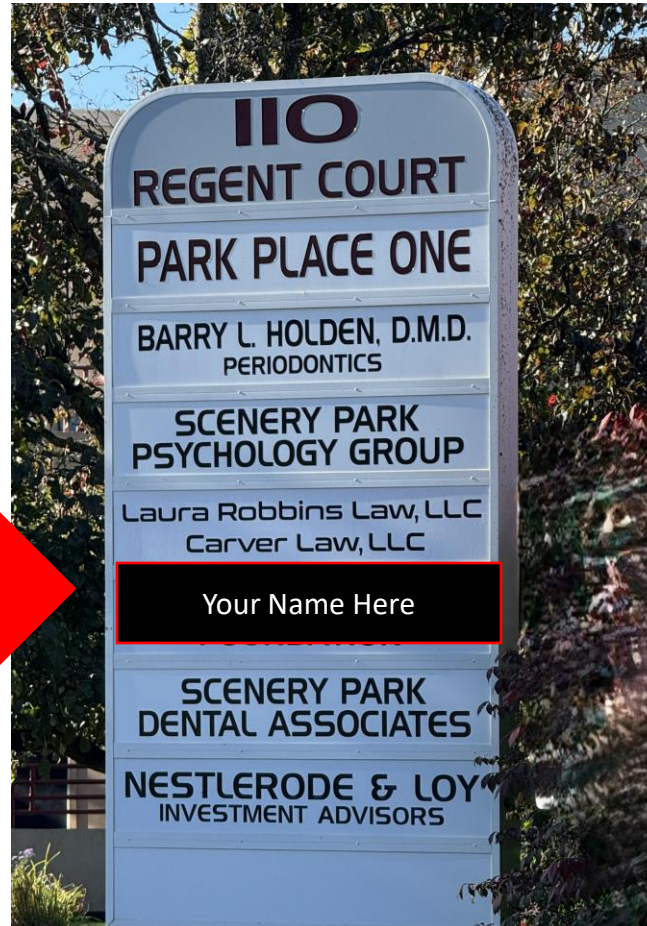 110
REGENT COURT
PARK PLACE ONE
BARRY L. HOLDEN, D.M.D.
PERIODONTICS
SCENERY PARK
PSYCHOLOGY GROUP
Laura Robbins Law, LLC
Carver Law, LLC
Your Name Here
SCENERY PARK
DENTAL ASSOCIATES
NESTLERODE & LOY
INVESTMENT ADVISORS